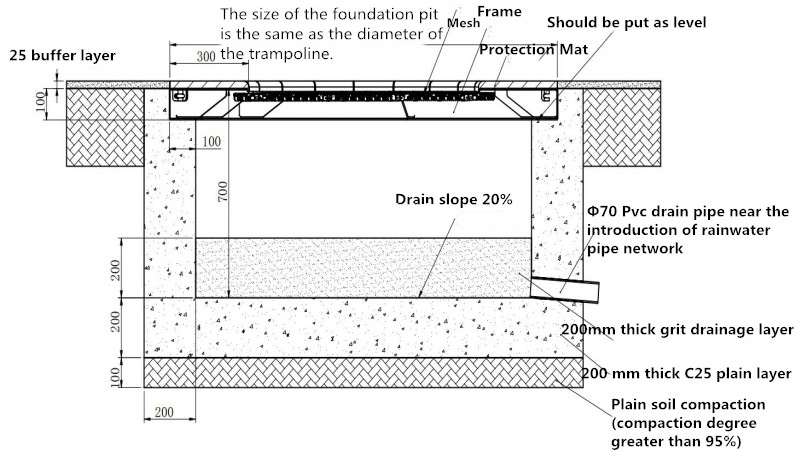 The size of the foundation pit
is the same as the diameter of
the trampoline.
Frame
Mesh
Should be put as level
Protection Mat
25 buffer layer
300
100
100
700
Drain slope 20%
Φ70 Pvc drain pipe near the
introduction of rainwater
pipe network
200
200
100
200
200mm thick grit drainage layer
200 mm thick C25 plain layer
Plain soil compaction
(compaction degree
greater than 95%)